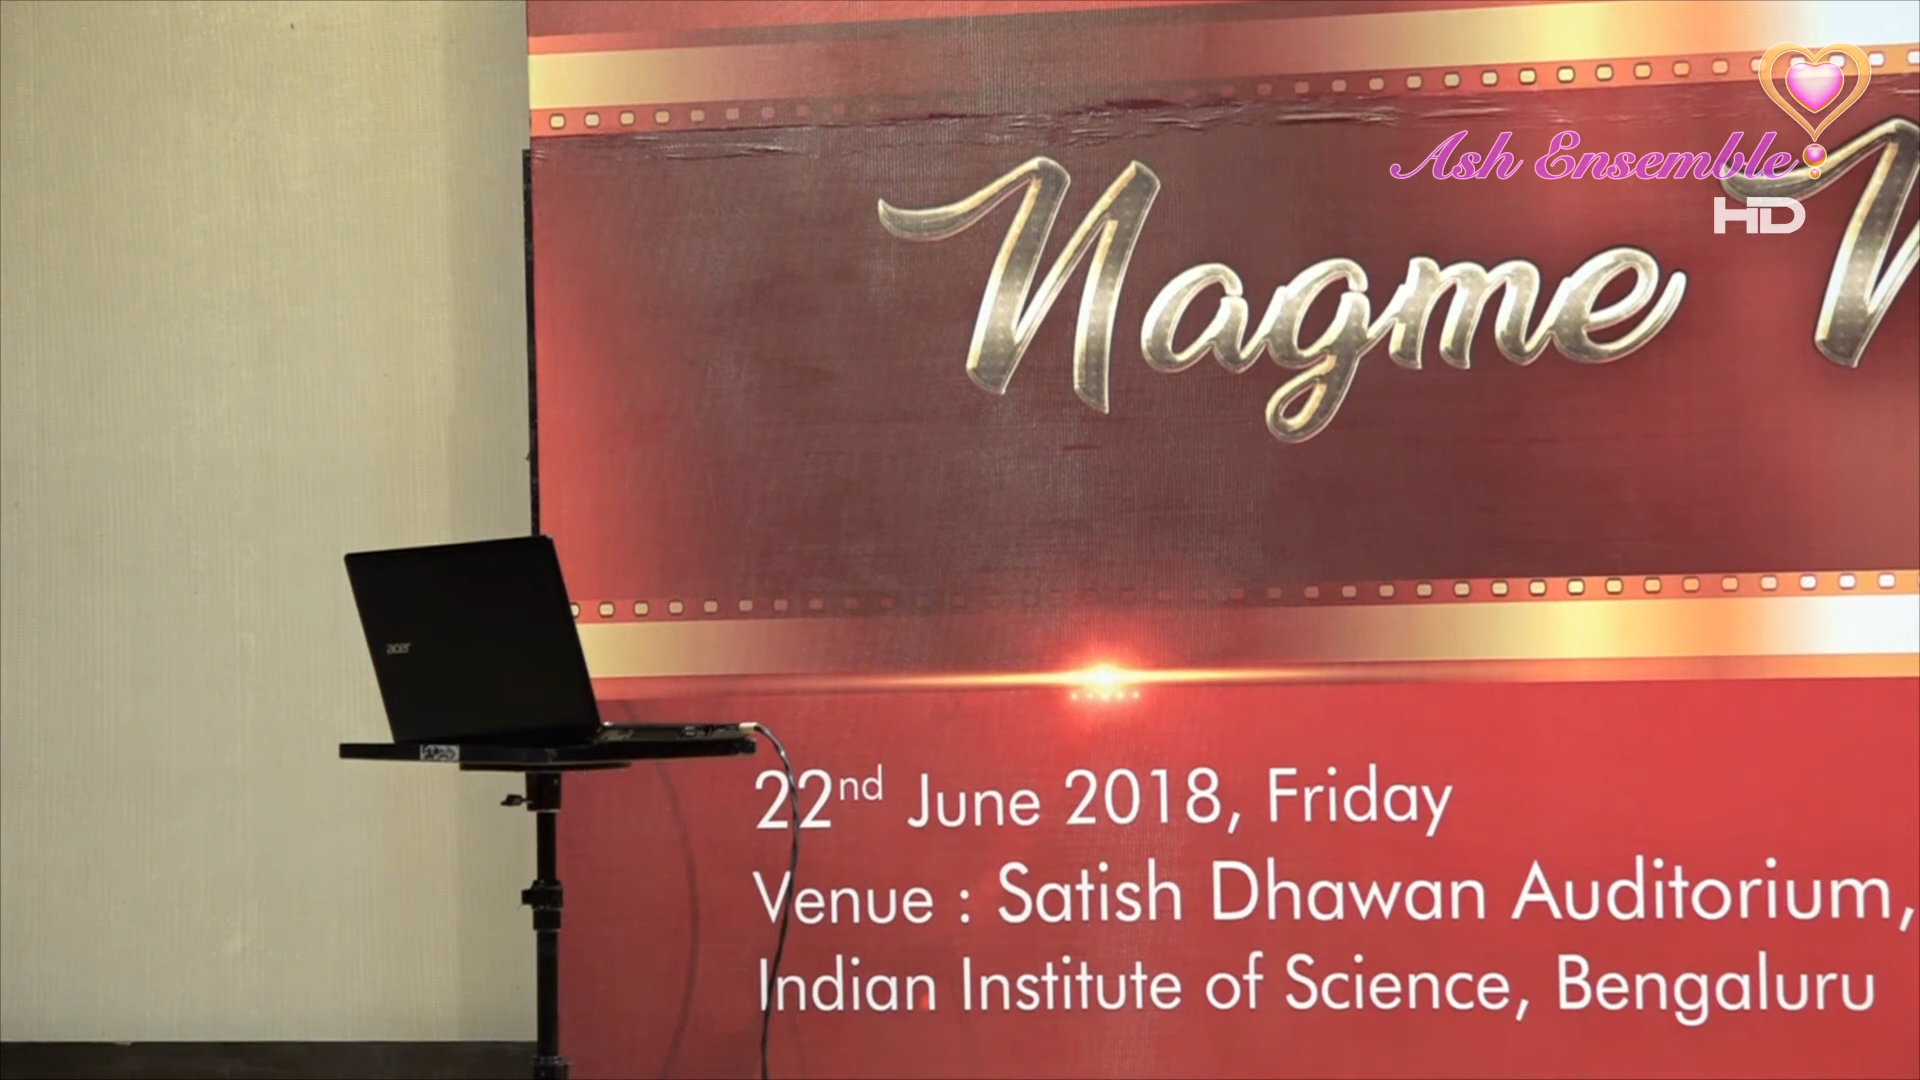 Ash Ensemble
HD
Nagme
acer
22nd June 2018, Friday
Venue : Satish Dhawan Auditorium,
Indian Institute of Science, Bengaluru